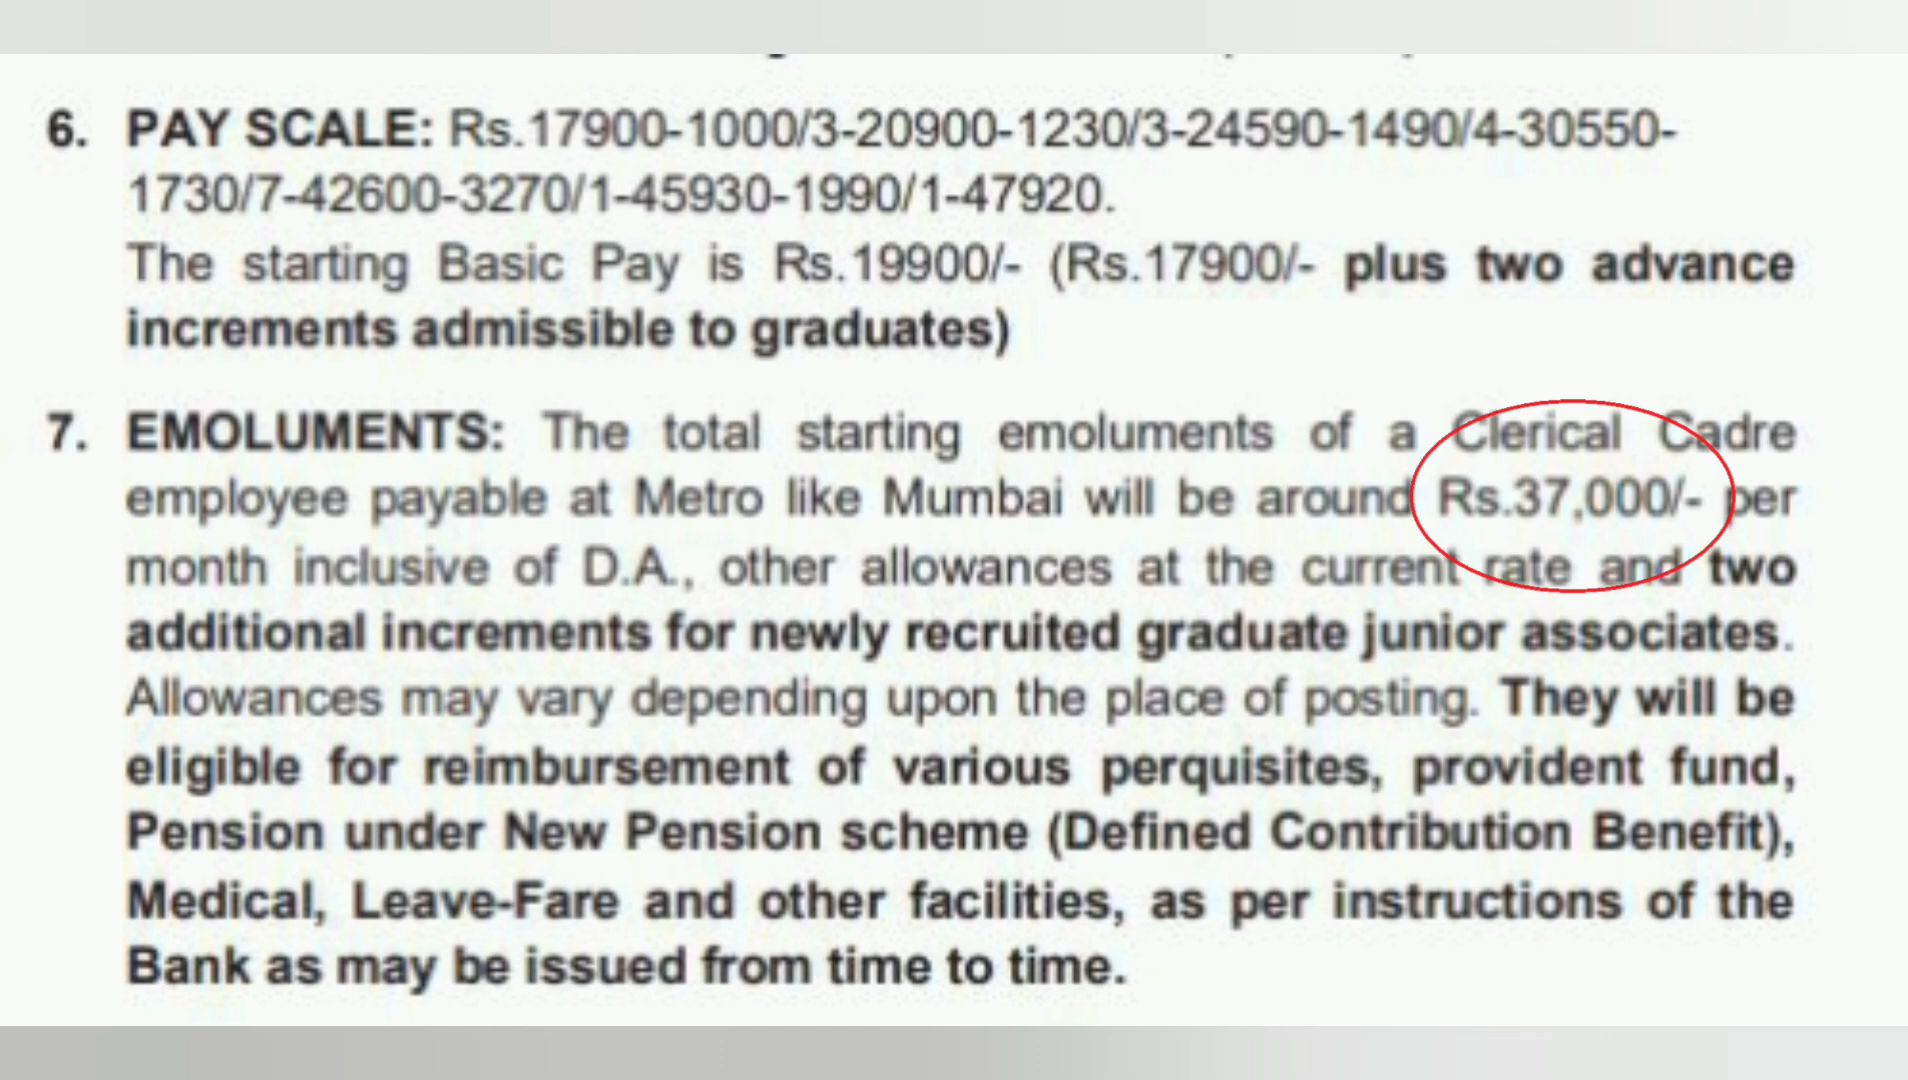 6. PAY SCALE: Rs.17900-1000/3-20900-1230/3-24590-1490/4-30550-
1730/7-42600-3270/1-45930-1990/1-47920.
The starting Basic Pay is Rs.19900/- (Rs.17900/- plus two advance
increments admissible to graduates)
7. EMOLUMENTS: The total starting emoluments of a Clerical Cadre
employee payable at Metro like Mumbai will be around Rs.37,000/- per
month inclusive of D.A., other allowances at the current rate and two
additional increments for newly recruited graduate junior associates.
Allowances may vary depending upon the place of posting. They will be
eligible for reimbursement of various perquisites, provident fund,
Pension under New Pension scheme (Defined Contribution Benefit),
Medical, Leave-Fare and other facilities, as per instructions of the
Bank as may be issued from time to time.